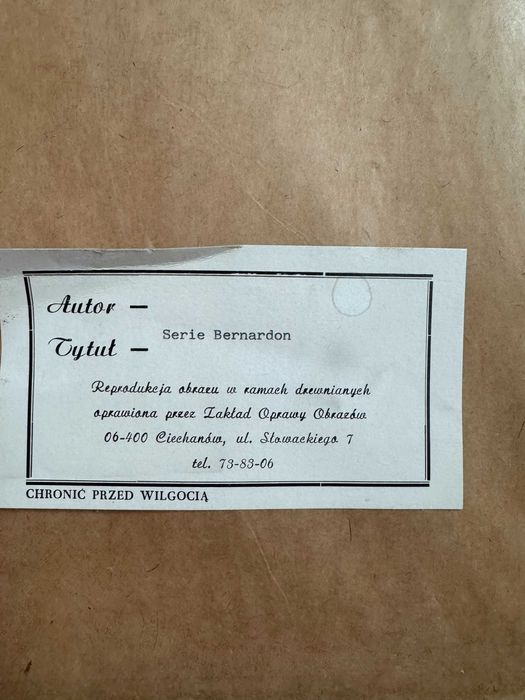 Autor —
Tytuł —
Serie Bernardon
Reprodukcja obrazu w ramach drewnianych
oprawiona przez Zakład Oprawy Obrazów
06-400 Ciechanów, ul. Słowackiego 7
tel. 73-83-06
CHRONIĆ PRZED WILGOCIĄ